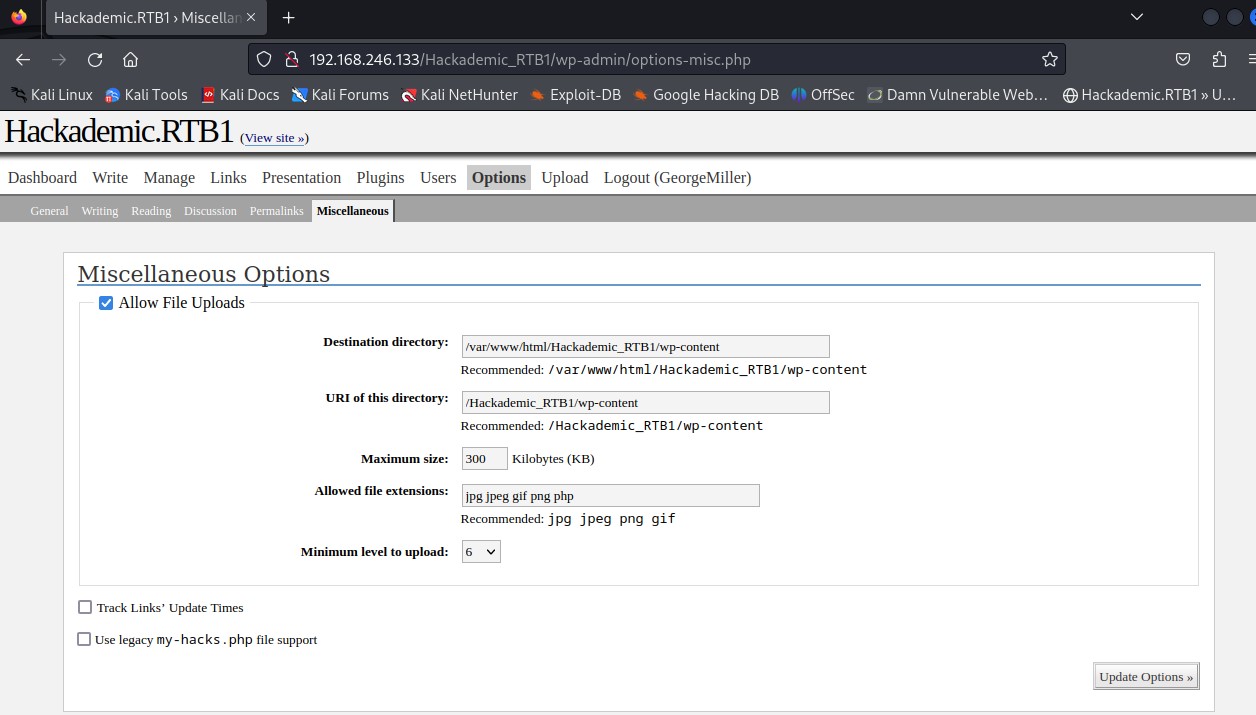 Hackademic.RTB1 › Miscellan
192.168.246.133/Hackademic_RTB1/wp-admin/options-misc.php
Kali Linux Kali Tools Kali Docs Kali Forums Kali NetHunter Exploit-DB Google Hacking DB OffSec Damn Vulnerable Web… Hackademic.RTB1 » U…
Hackademic.RTB1 (View site »)
Dashboard Write Manage Links Presentation Plugins Users Options Upload Logout (GeorgeMiller)
General Writing Reading Discussion Permalinks Miscellaneous
Miscellaneous Options
Allow File Uploads
Destination directory: /var/www/html/Hackademic_RTB1/wp-content
Recommended: /var/www/html/Hackademic_RTB1/wp-content
URI of this directory: /Hackademic_RTB1/wp-content
Recommended: /Hackademic_RTB1/wp-content
Maximum size: 300 Kilobytes (KB)
Allowed file extensions: jpg jpeg gif png php
Recommended: jpg jpeg png gif
Minimum level to upload: 6
Track Links’ Update Times
Use legacy my-hacks.php file support
Update Options »